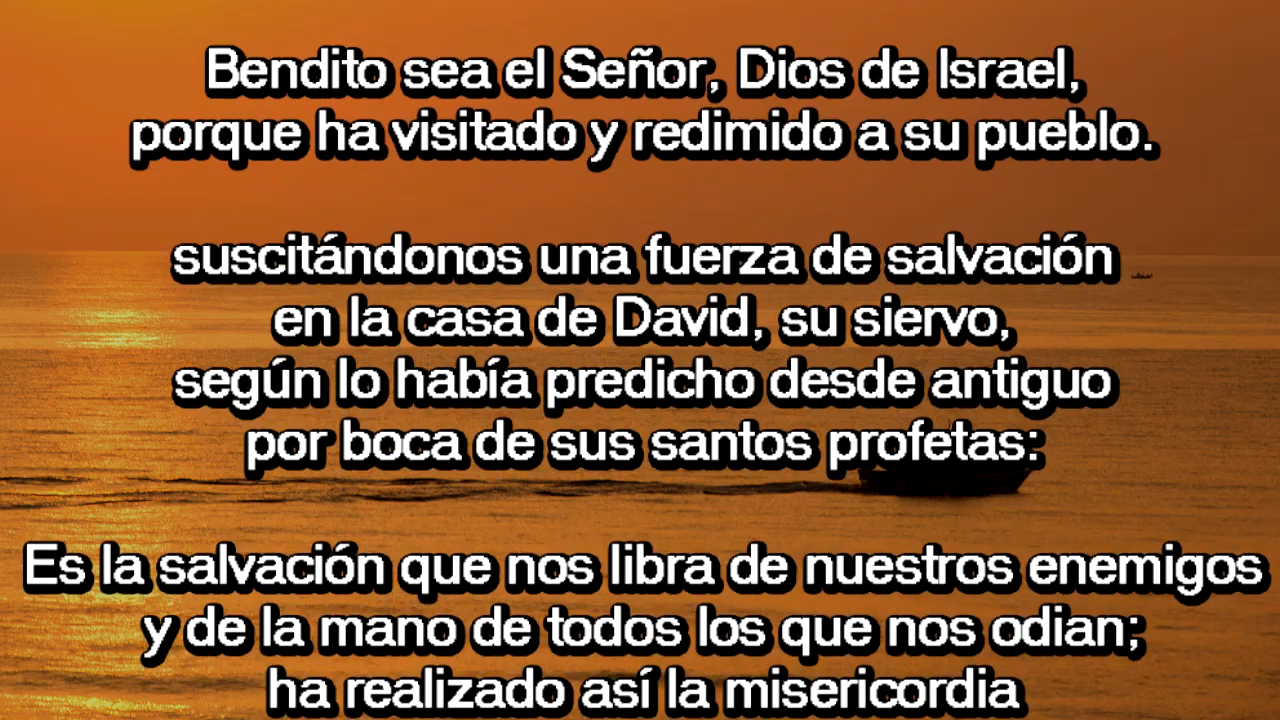 Bendito sea el Señor, Dios de Israel,
porque ha visitado y redimido a su pueblo.
suscitándonos una fuerza de salvación
en la casa de David, su siervo,
según lo había predicho desde antiguo
por boca de sus santos profetas:
Es la salvación que nos libra de nuestros enemigos
y de la mano de todos los que nos odian;
ha realizado así la misericordia